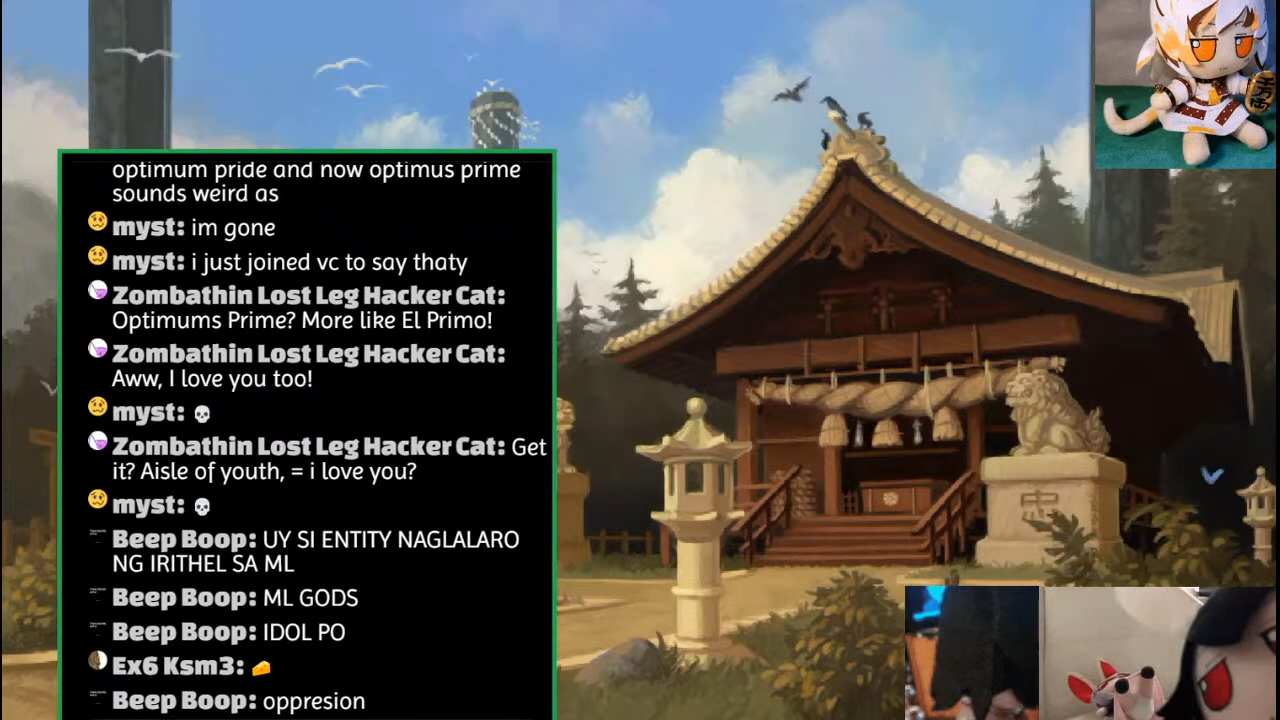 optimum pride and now optimus prime
sounds weird as
myst: im gone
myst: i just joined vc to say thaty
Zombathin Lost Leg Hacker Cat:
Optimums Prime? More like El Primo!
Zombathin Lost Leg Hacker Cat:
Aww, I love you too!
myst: 💀
Zombathin Lost Leg Hacker Cat: Get
it? Aisle of youth, = i love you?
myst: 💀
Beep Boop: UY SI ENTITY NAGLALARO
NG IRITHEL SA ML
Beep Boop: ML GODS
Beep Boop: IDOL PO
Ex6 Ksm3: 🧀
Beep Boop: oppresion
忠